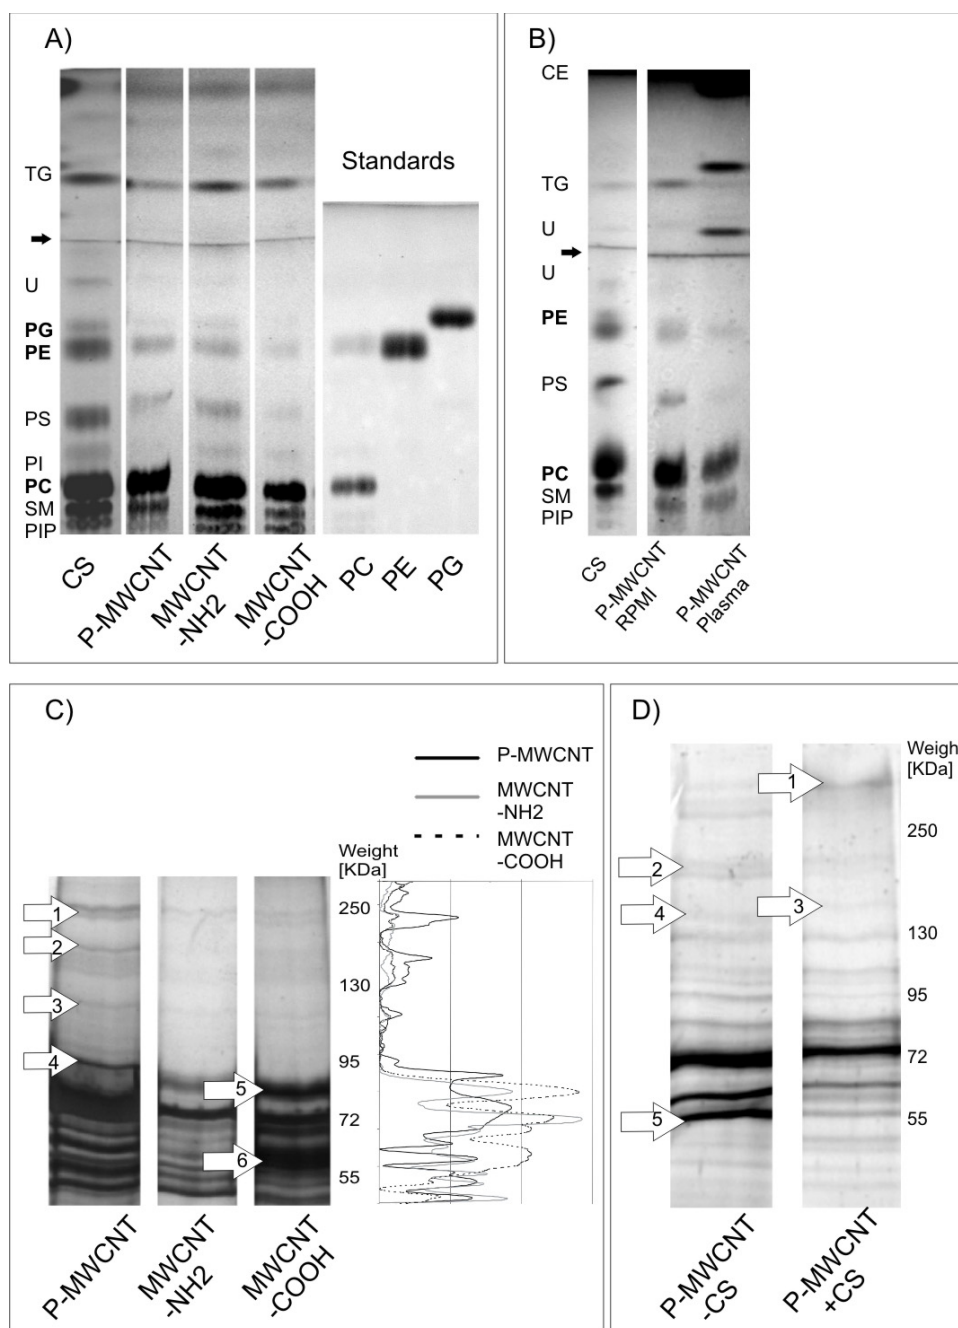 A)
TG
U
PG
PE
PS
PI
PC
SM
PIP
CS
P-MWCNT
MWCNT
-NH2
MWCNT
-COOH
Standards
PC
PE
PG
B)
CE
TG
U
U
PE
PS
PC
SM
PIP
CS
P-MWCNT
RPMI
P-MWCNT
Plasma
C)
P-MWCNT
MWCNT
-NH2
MWCNT
-COOH
Weight
[KDa]
250
130
95
72
55
1
2
3
4
5
6
P-MWCNT
MWCNT
-NH2
MWCNT
-COOH
D)
Weight
[KDa]
250
130
95
72
55
1
2
4
3
5
P-MWCNT
-CS
P-MWCNT
+CS